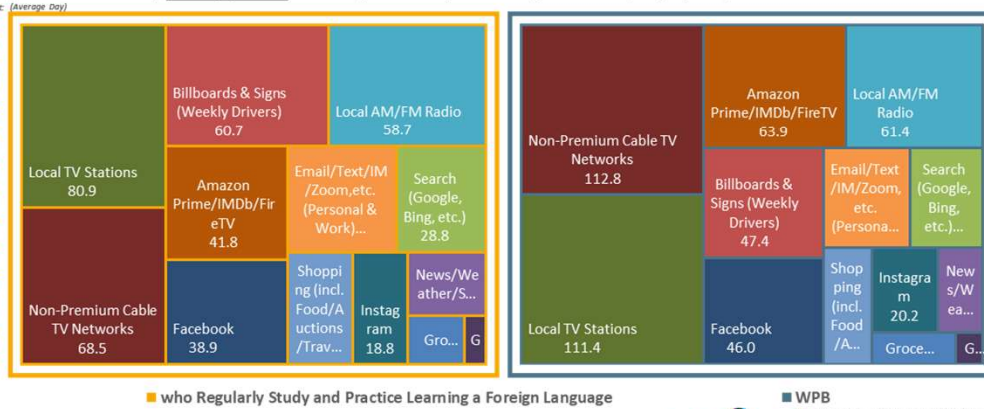 (Average Day)
Local TV Stations
80.9
Non-Premium Cable
TV Networks
68.5
Billboards & Signs
(Weekly Drivers)
60.7
Local AM/FM Radio
58.7
Amazon
Prime/IMDb/Fir
eTV
41.8
Facebook
38.9
Email/Text/IM
/Zoom,etc.
(Personal &
Work)...
Search
(Google,
Bing, etc.)
28.8
Shoppi
ng (incl.
Food/A
uctions
/Trav...
Instag
ram
18.8
News/We
ather/S...
Gro...
G
Non-Premium Cable TV
Networks
112.8
Local TV Stations
111.4
Amazon
Prime/IMDb/FireTV
63.9
Local AM/FM
Radio
61.4
Billboards &
Signs (Weekly
Drivers)
47.4
Facebook
46.0
Email/Text
/IM/Zoom,
etc.
(Persona...
Search
(Google,
Bing,
etc.)...
Shop
ping
(incl.
Food
/A...
Instagra
m
20.2
New
s/W
ea...
Groce...
G...
who Regularly Study and Practice Learning a Foreign Language
WPB